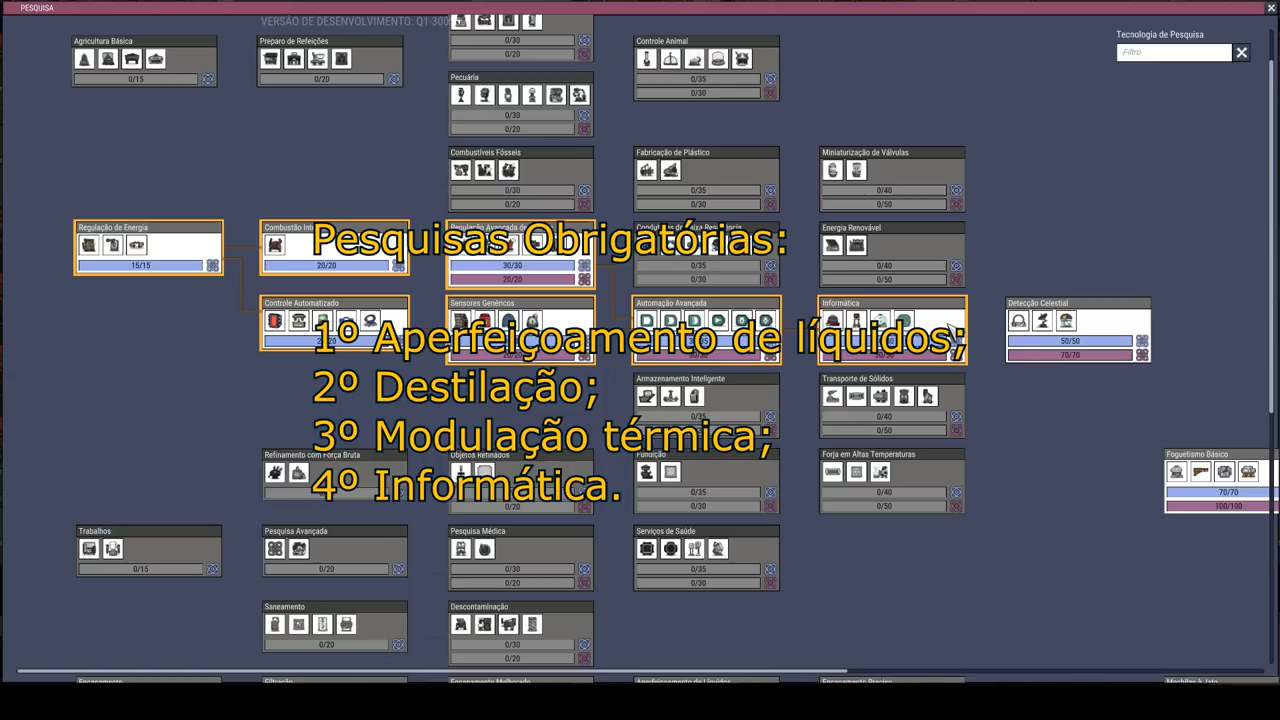 PESQUISA
VERSÃO DE DESENVOLVIMENTO: Q1-300
Tecnologia de Pesquisa
Filtro
0/30
0/20
Agricultura Básica
0/15
Preparo de Refeições
0/20
Controle Animal
0/35
0/30
Pecuária
0/30
0/20
Combustíveis Fósseis
0/30
0/20
Fabricação de Plástico
0/35
0/30
Miniaturização de Válvulas
0/40
0/50
Regulação de Energia
15/15
20/20
30/30
20/20
0/35
0/30
Energia Renovável
0/40
0/50
Pesquisas Obrigatórias:
Controle Automatizado
Sensores Genéricos
Automação Avançada
Informática
Detecção Celestial
50/50
70/70
1º Aperfeiçoamento de líquidos;
2º Destilação;
3º Modulação térmica;
4º Informática.
Armazenamento Inteligente
0/35
Transporte de Sólidos
0/40
0/50
Refinamento com Força Bruta
Objetos Refinados
0/20
Fundição
0/35
0/30
Forja em Altas Temperaturas
0/40
0/50
Foguetismo Básico
70/70
100/100
Trabalhos
0/15
Pesquisa Avançada
0/20
Pesquisa Médica
0/30
0/20
Serviços de Saúde
0/35
0/30
Saneamento
0/20
Descontaminação
0/30
0/20